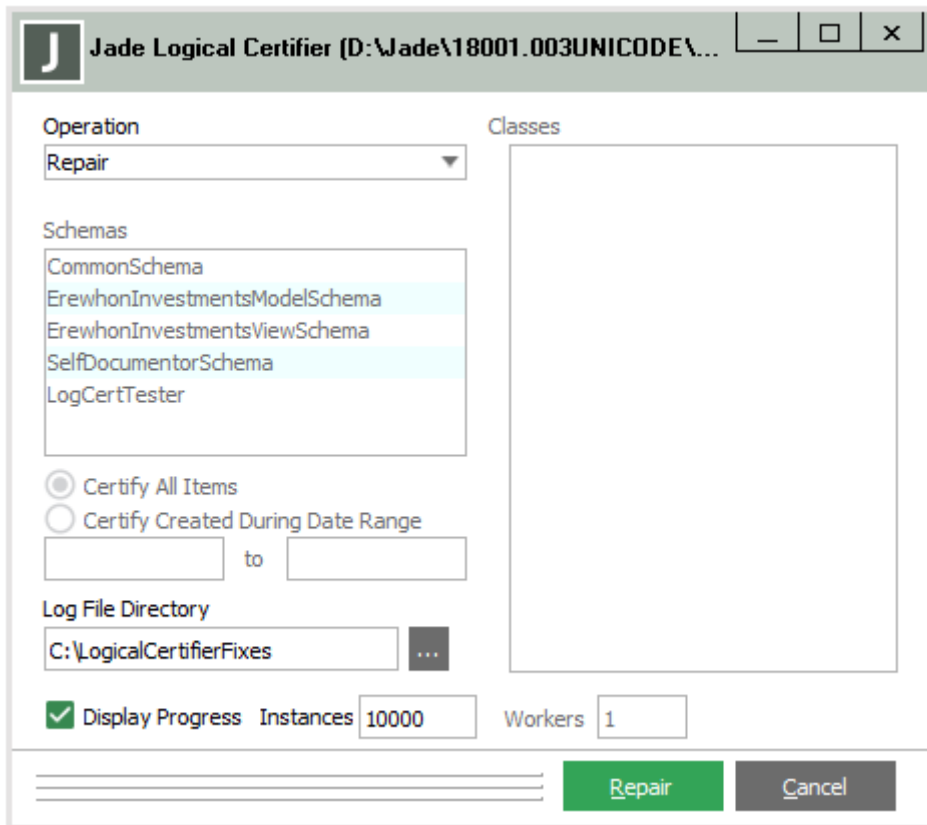 J
Jade Logical Certifier (D:\Jade\18001.003UNICODE\...
Operation
Repair
Classes
Schemas
CommonSchema
ErewhonInvestmentsModelSchema
ErewhonInvestmentsViewSchema
SelfDocumentorSchema
LogCertTester
Certify All Items
Certify Created During Date Range
to
Log File Directory
C:\LogicalCertifierFixes
...
Display Progress Instances 10000 Workers 1
Repair Cancel